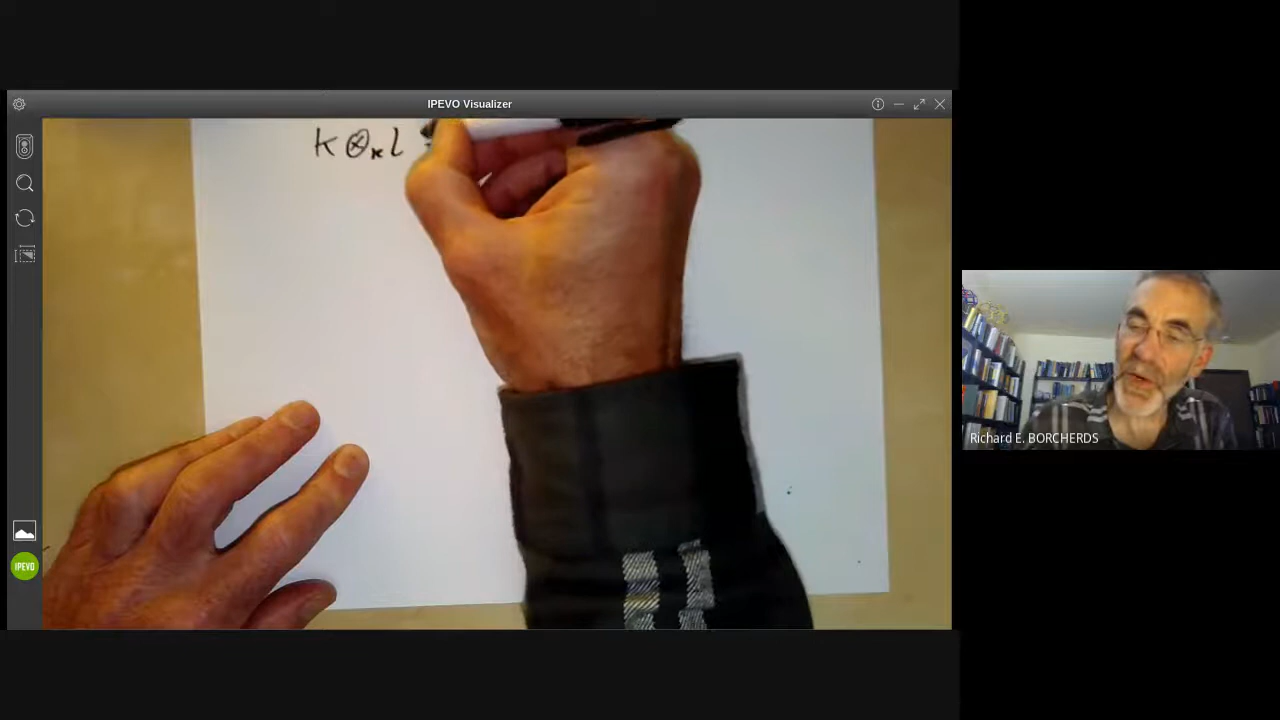 IPEVO Visualizer
k ⊗ₖ l
Richard E. BORCHERDS
IPEVO